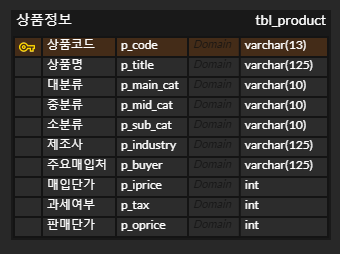 상품정보 tbl_product
상품코드 p_code Domain varchar(13)
상품명 p_title Domain varchar(125)
대분류 p_main_cat Domain varchar(10)
중분류 p_mid_cat Domain varchar(10)
소분류 p_sub_cat Domain varchar(10)
제조사 p_industry Domain varchar(125)
주요매입처 p_buyer Domain varchar(125)
매입단가 p_iprice Domain int
과세여부 p_tax Domain int
판매단가 p_oprice Domain int